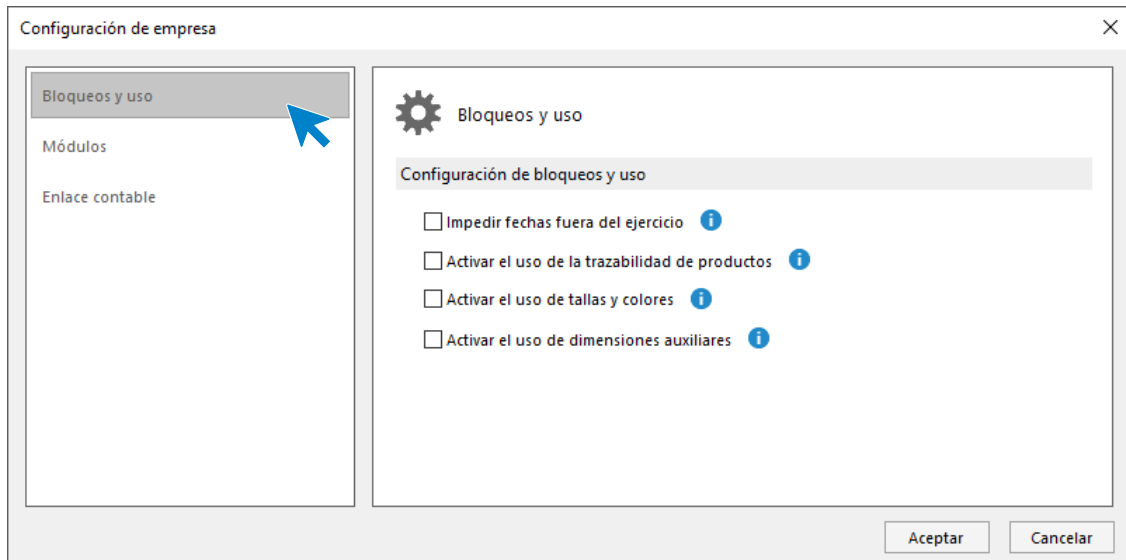 Configuración de empresa
Bloqueos y uso
Módulos
Enlace contable
Bloqueos y uso
Configuración de bloqueos y uso
Impedir fechas fuera del ejercicio
Activar el uso de la trazabilidad de productos
Activar el uso de tallas y colores
Activar el uso de dimensiones auxiliares
Aceptar
Cancelar